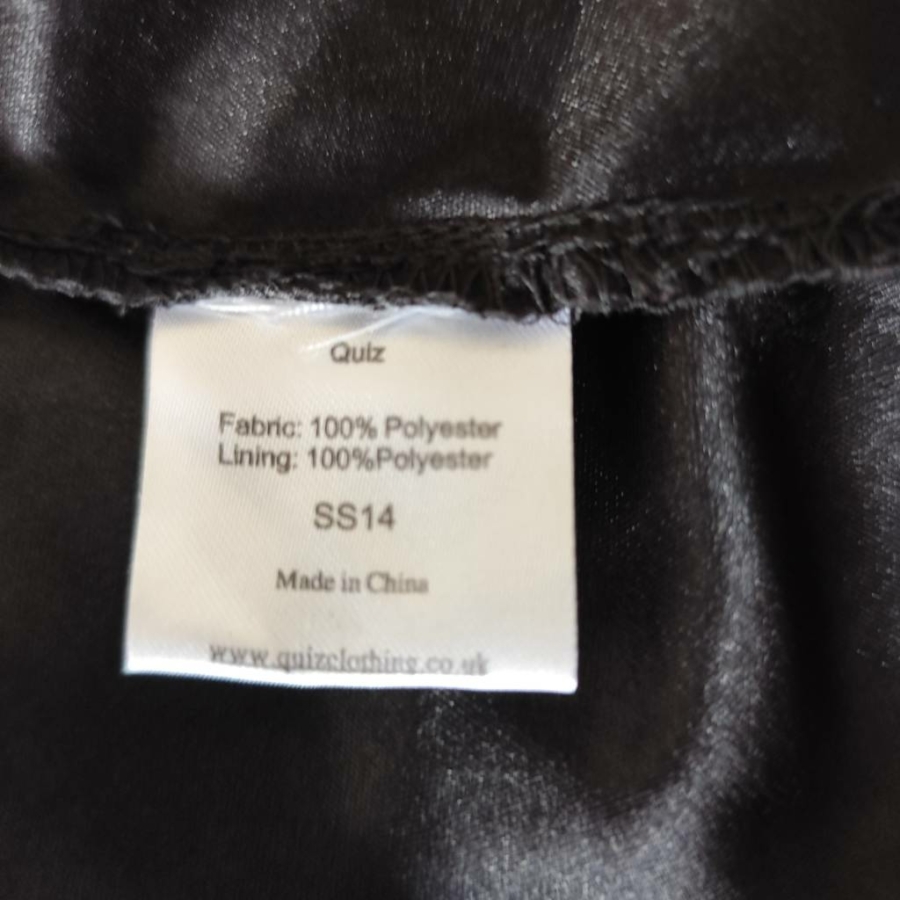 Quiz
Fabric: 100% Polyester
Lining: 100%Polyester
SS14
Made in China
www.quizclothing.co.uk